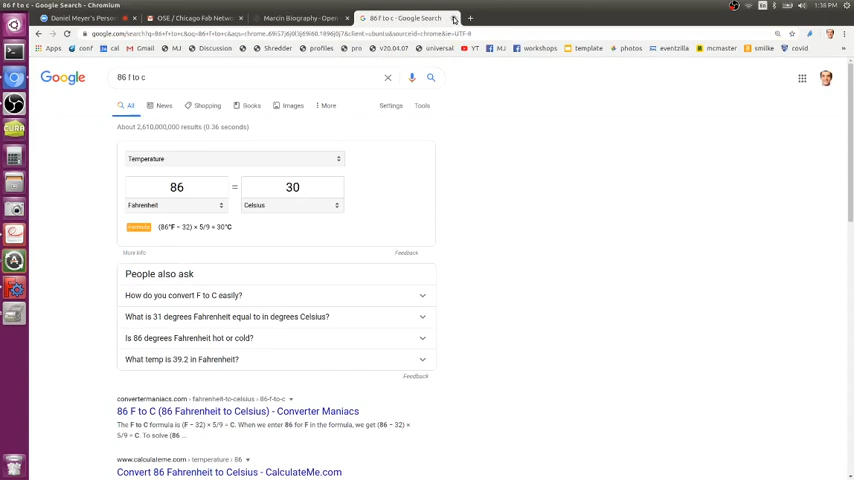 86 f to c - Google Search - Chromium
1:38 PM
Daniel Meyer's Person
OSE / Chicago Fab Network
Marcin Biography - Open
86 f to c - Google Search
Apps
conf
cal
Gmail
MJ
Discussion
Shredder
profiles
pro
v20.04.07
universal
YT
MJ
workshops
template
photos
eventzilla
mcmaster
smilke
covid
Google
86 f to c
All
News
Shopping
Books
Images
More
Settings
Tools
About 2,610,000,000 results (0.36 seconds)
Temperature
86 = 30
Fahrenheit
Celsius
Formula (86°F − 32) × 5/9 = 30°C
More info
Feedback
People also ask
How do you convert F to C easily?
What is 31 degrees Fahrenheit equal to in degrees Celsius?
Is 86 degrees Fahrenheit hot or cold?
What temp is 39.2 in Fahrenheit?
Feedback
convertermaniacs.com › fahrenheit-to-celsius › 86-f-to-c
86 F to C (86 Fahrenheit to Celsius) - Converter Maniacs
The F to C formula is (F − 32) × 5/9 = C. When we enter 86 for F in the formula, we get (86 − 32) ×
5/9 = C. To solve (86 ...
www.calculateme.com › temperature › 86
Convert 86 Fahrenheit to Celsius - CalculateMe.com